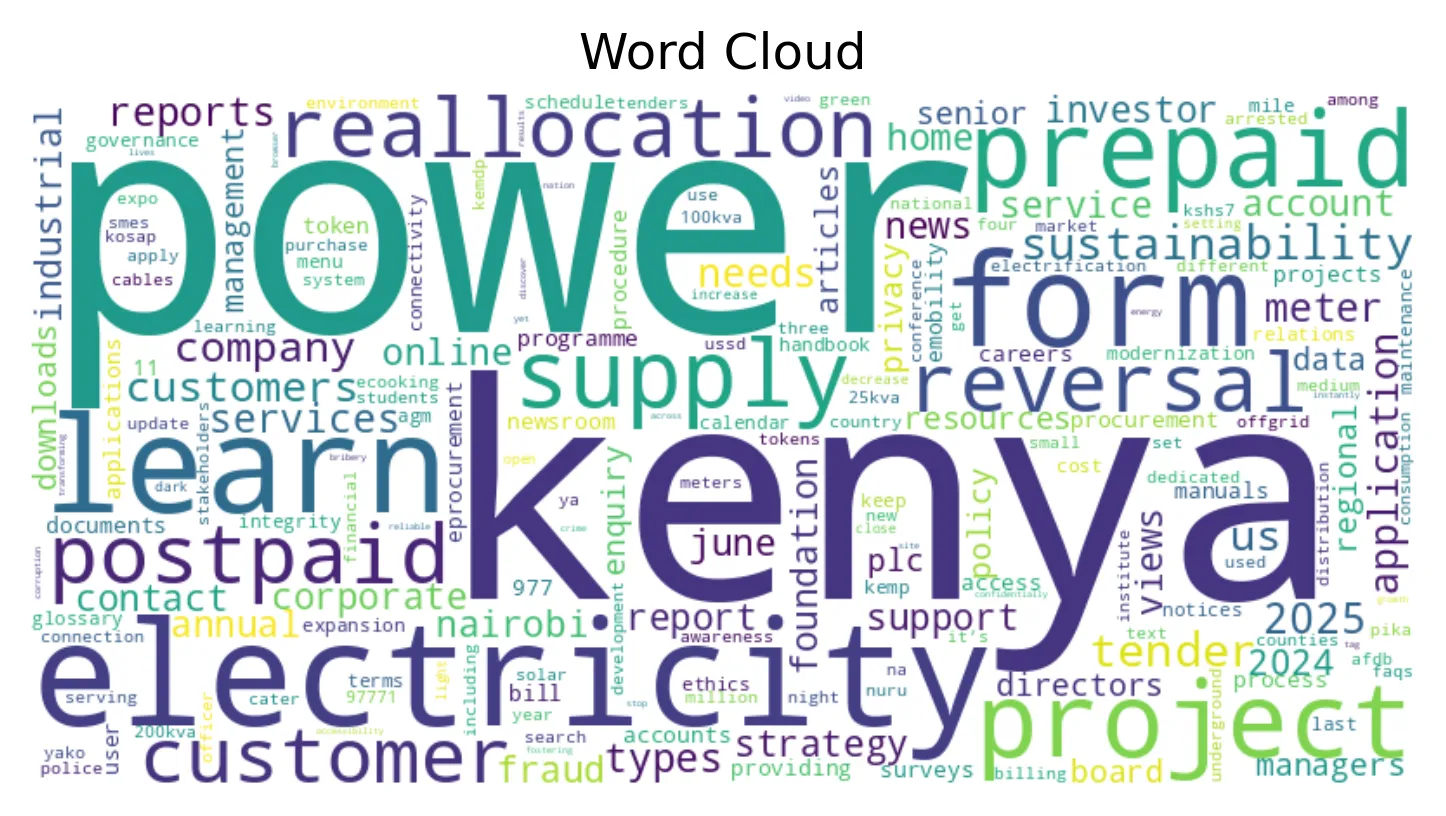 Word Cloud
reports
environment
schedule
tenders
video
green
senior
investor
mile
among
arrested
reallocation
governance
lives
browser
results
home
prepaid
industrial
management
power
expo
smes
kosap
apply
cables
token
purchase
menu
system
connectivity
kemdp
nation
discover
yet
procedure
use
100kva
needs
increase
articles
national
news
service
four
market
kshs7
setting
account
sustainability
privacy
conference
emobility
get
electrification
different
projects
form
energy
meter
relations
maintenance
learning
company
online
programme
ussd
three
handbook
careers
modernization
data
downloads
applications
11
customers
ecooking
students
supply
decrease
25kva
reversal
medium
instantly
application
update
services
agm
newsroom
across
calendar
country
resources
procurement
offgrid
learn
transforming
dark
stakeholders
bribery
eprocurement
open
tokens
small
set
cost
dedicated
manuals
regional
consumption
kenya
ya
crime
enquiry
meters
june
foundation
keep
new
close
site
plc
kemp
policy
access
confidentially
institute
views
us
used
distribution
documents
integrity
financial
reliable
postpaid
corruption
977
contact
corporate
development
notices
growth
glossary
connection
annual
expansion
nairobi
report
awareness
support
it's
text
2025
pika
counties
tag
tender
2024
afdb
faqs
electricity
serving
cater
terms
97771
light
including
solar
bill
year
stop
ethics
million
night
na
nuru
directors
process
project
underground
last
200kva
officer
accessibility
search
fostering
accounts
yako
police
user
customer
fraud
types
strategy
providing
surveys
billing
board
managers